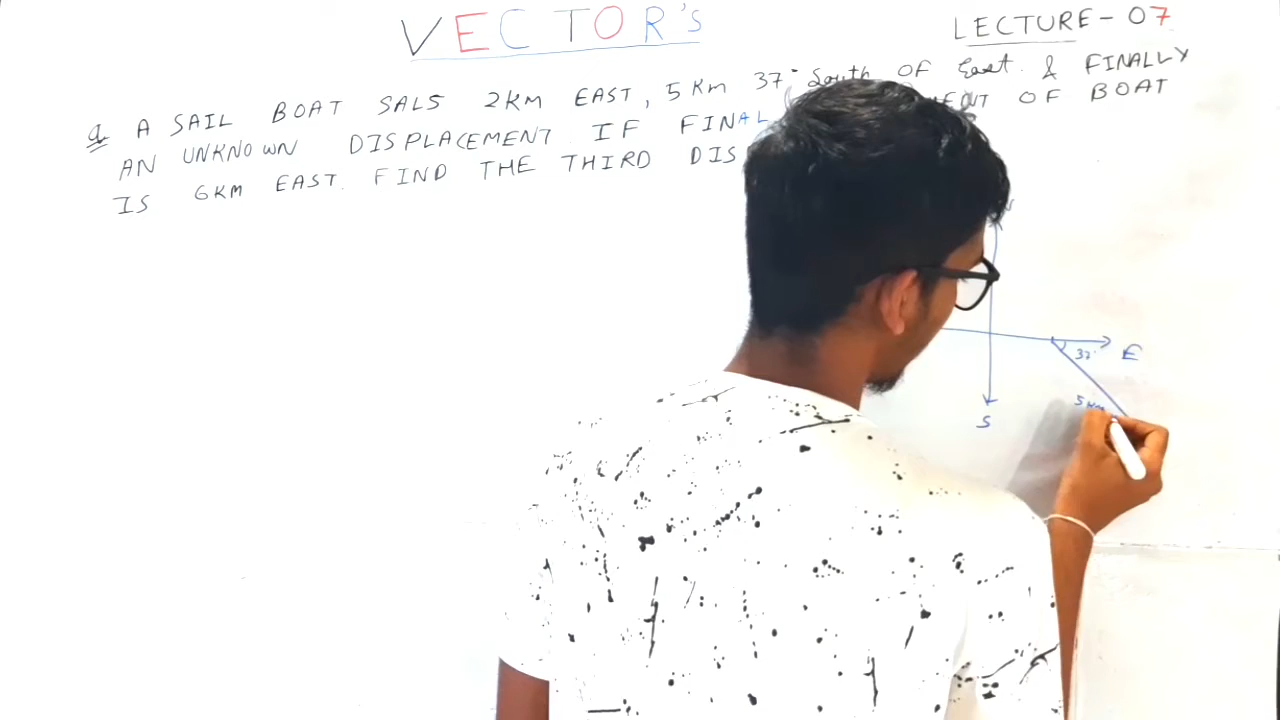 VECTOR's
LECTURE-07
Q. A SAIL BOAT SALS 2KM EAST, 5KM 37° South OF East. & FINALLY
AN UNKNOWN DISPLACEMENT IF FINAL OF BOAT
IS 6KM EAST. FIND THE THIRD
37°
E
5 km
S